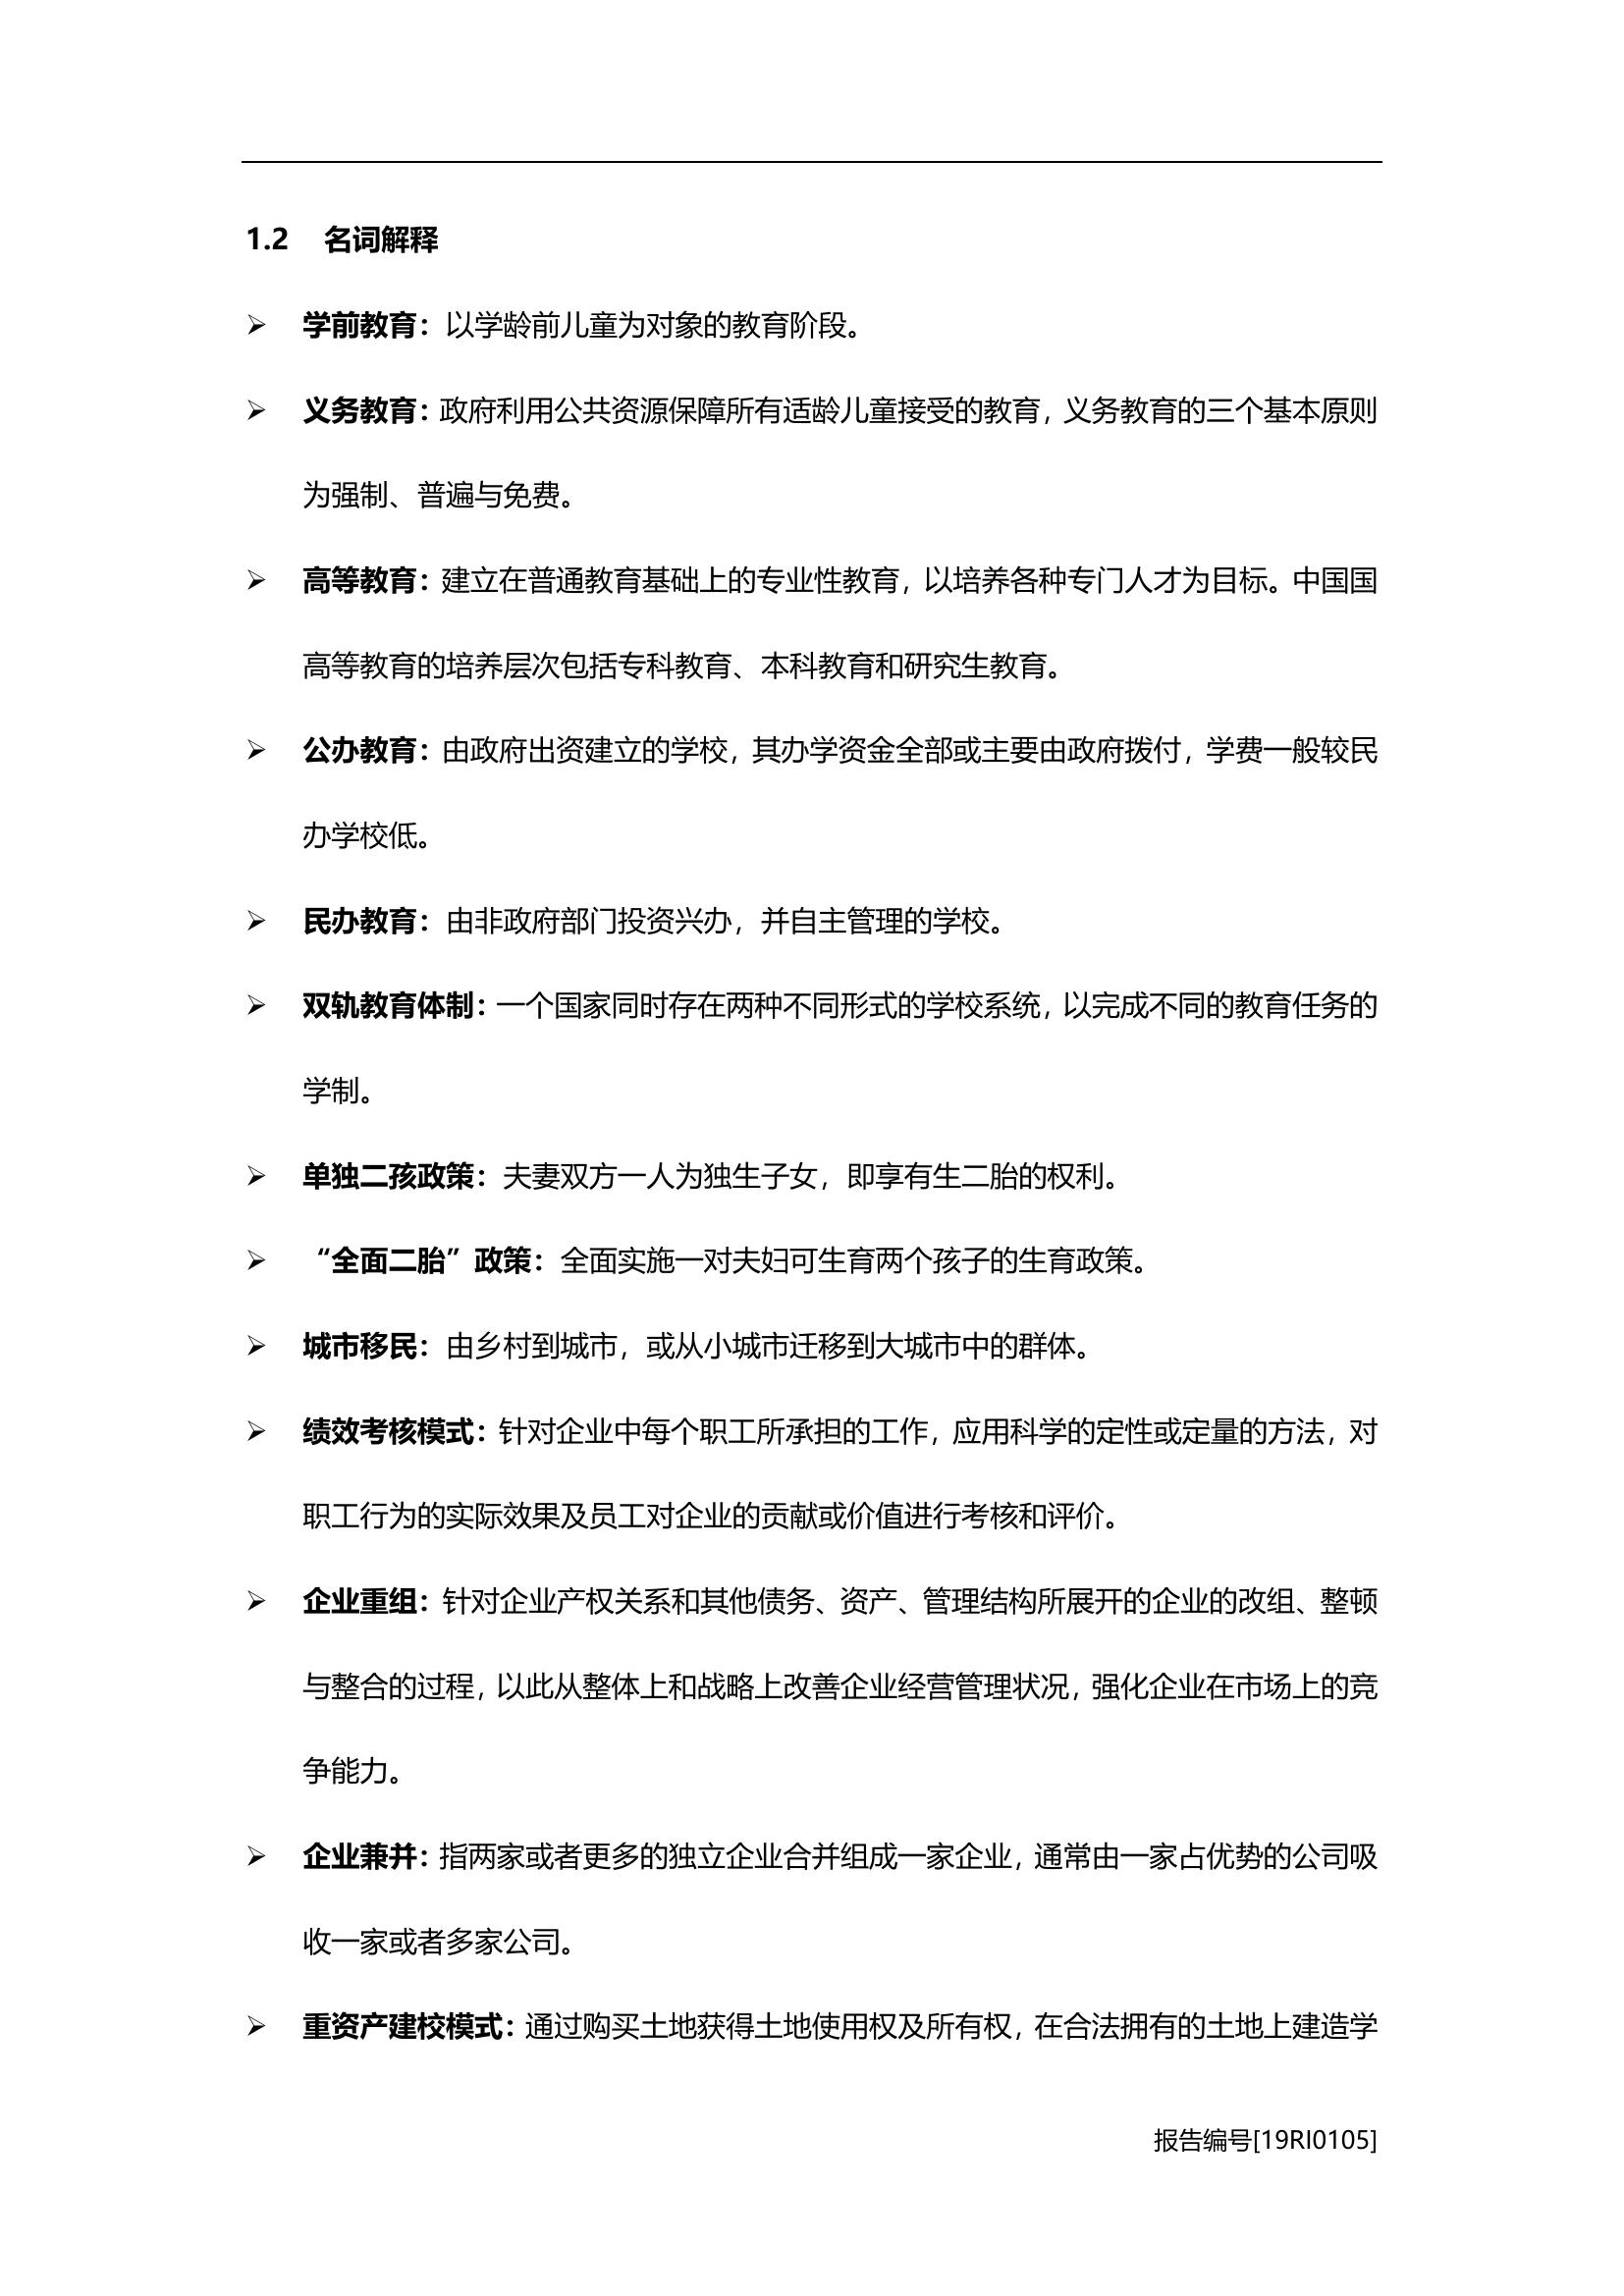 1.2 名词解释
➢ 学前教育：以学龄前儿童为对象的教育阶段。
➢ 义务教育：政府利用公共资源保障所有适龄儿童接受的教育，义务教育的三个基本原则
为强制、普遍与免费。
➢ 高等教育：建立在普通教育基础上的专业性教育，以培养各种专门人才为目标。中国国
高等教育的培养层次包括专科教育、本科教育和研究生教育。
➢ 公办教育：由政府出资建立的学校，其办学资金全部或主要由政府拨付，学费一般较民
办学校低。
➢ 民办教育：由非政府部门投资兴办，并自主管理的学校。
➢ 双轨教育体制：一个国家同时存在两种不同形式的学校系统，以完成不同的教育任务的
学制。
➢ 单独二孩政策：夫妻双方一人为独生子女，即享有生二胎的权利。
➢ “全面二胎”政策：全面实施一对夫妇可生育两个孩子的生育政策。
➢ 城市移民：由乡村到城市，或从小城市迁移到大城市中的群体。
➢ 绩效考核模式：针对企业中每个职工所承担的工作，应用科学的定性或定量的方法，对
职工行为的实际效果及员工对企业的贡献或价值进行考核和评价。
➢ 企业重组：针对企业产权关系和其他债务、资产、管理结构所展开的企业的改组、整顿
与整合的过程，以此从整体上和战略上改善企业经营管理状况，强化企业在市场上的竞
争能力。
➢ 企业兼并：指两家或者更多的独立企业合并组成一家企业，通常由一家占优势的公司吸
收一家或者多家公司。
➢ 重资产建校模式：通过购买土地获得土地使用权及所有权，在合法拥有的土地上建造学
报告编号[19RI0105]